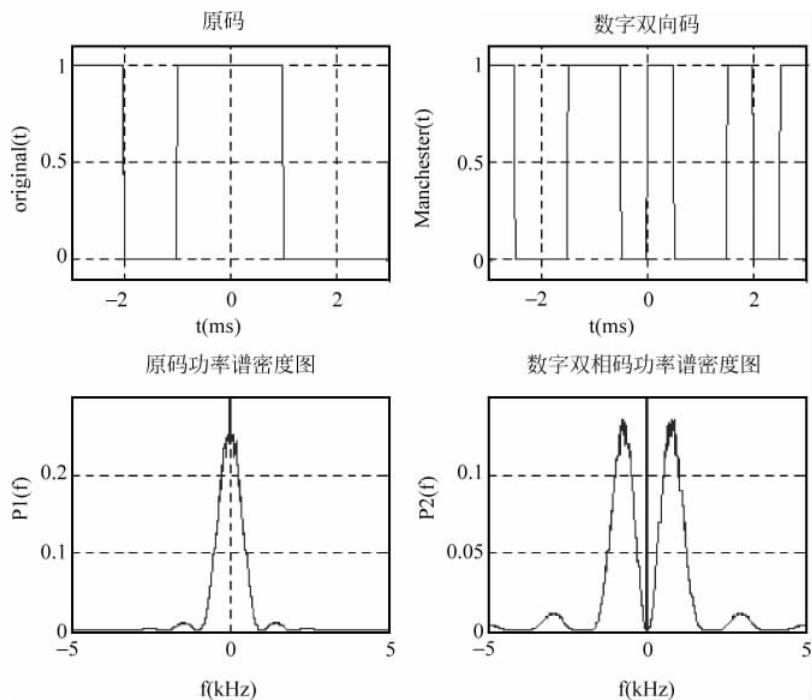 原码
1
0.5
0
original(t)
−2
0
2
t(ms)
数字双向码
1
0.5
0
Manchester(t)
−2
0
2
t(ms)
原码功率谱密度图
0.2
0.1
0
P1(f)
−5
0
5
f(kHz)
数字双相码功率谱密度图
0.1
0.05
0
P2(f)
−5
0
5
f(kHz)